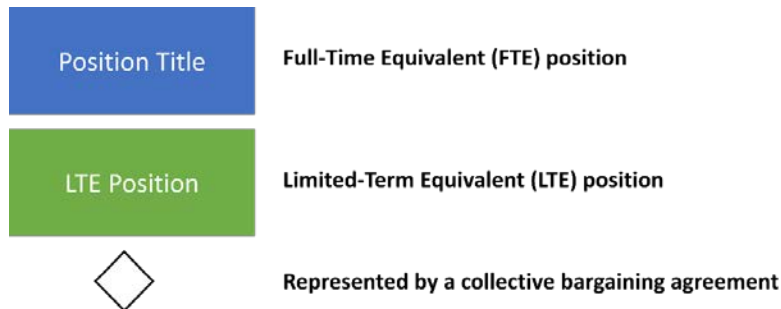 Position Title
Full-Time Equivalent (FTE) position
LTE Position
Limited-Term Equivalent (LTE) position
Represented by a collective bargaining agreement